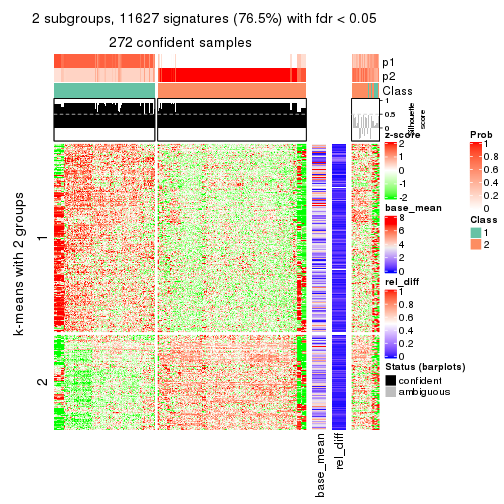 2 subgroups, 11627 signatures (76.5%) with fdr < 0.05
272 confident samples
p1
p2
Class
1
0.5
0
Silhouette
score
k-means with 2 groups
1
2
base_mean
rel_diff
z-score
2
1
0
-1
-2
base_mean
8
6
4
2
0
rel_diff
1
0.8
0.6
0.4
0.2
0
Status (barplots)
confident
ambiguous
Prob
1
0.8
0.6
0.4
0.2
0
Class
1
2